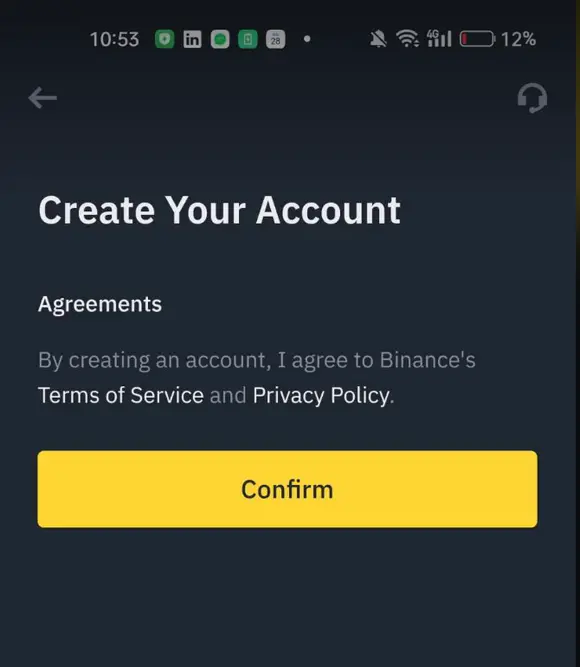 10:53
28
4G
12%
Create Your Account
Agreements
By creating an account, I agree to Binance's
Terms of Service and Privacy Policy.
Confirm